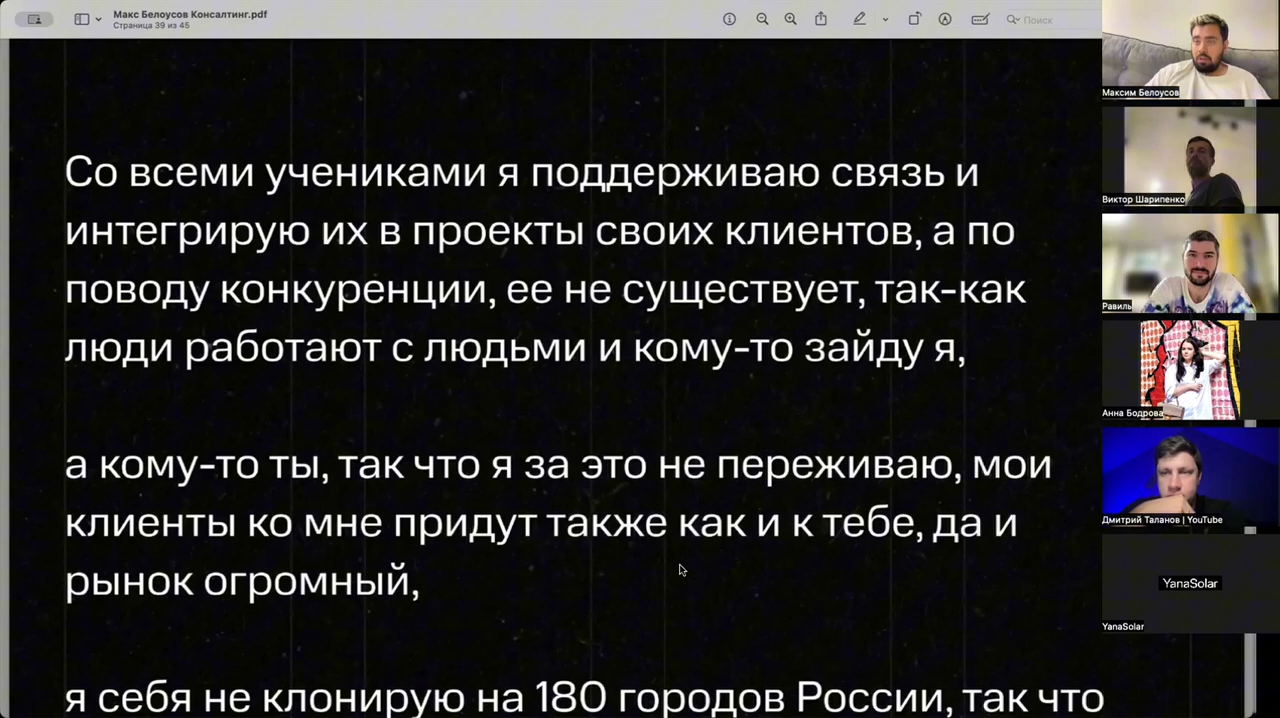 Макс Белоусов Консалтинг.pdf
Страница 39 из 45
Поиск
Со всеми учениками я поддерживаю связь и
интегрирую их в проекты своих клиентов, а по
поводу конкуренции, ее не существует, так-как
люди работают с людьми и кому-то зайду я,
а кому-то ты, так что я за это не переживаю, мои
клиенты ко мне придут также как и к тебе, да и
рынок огромный,
я себя не клонирую на 180 городов России, так что
Максим Белоусов
Виктор Шарипенко
Равиль
Анна Бодрова
Дмитрий Таланов | YouTube
YanaSolar
YanaSolar